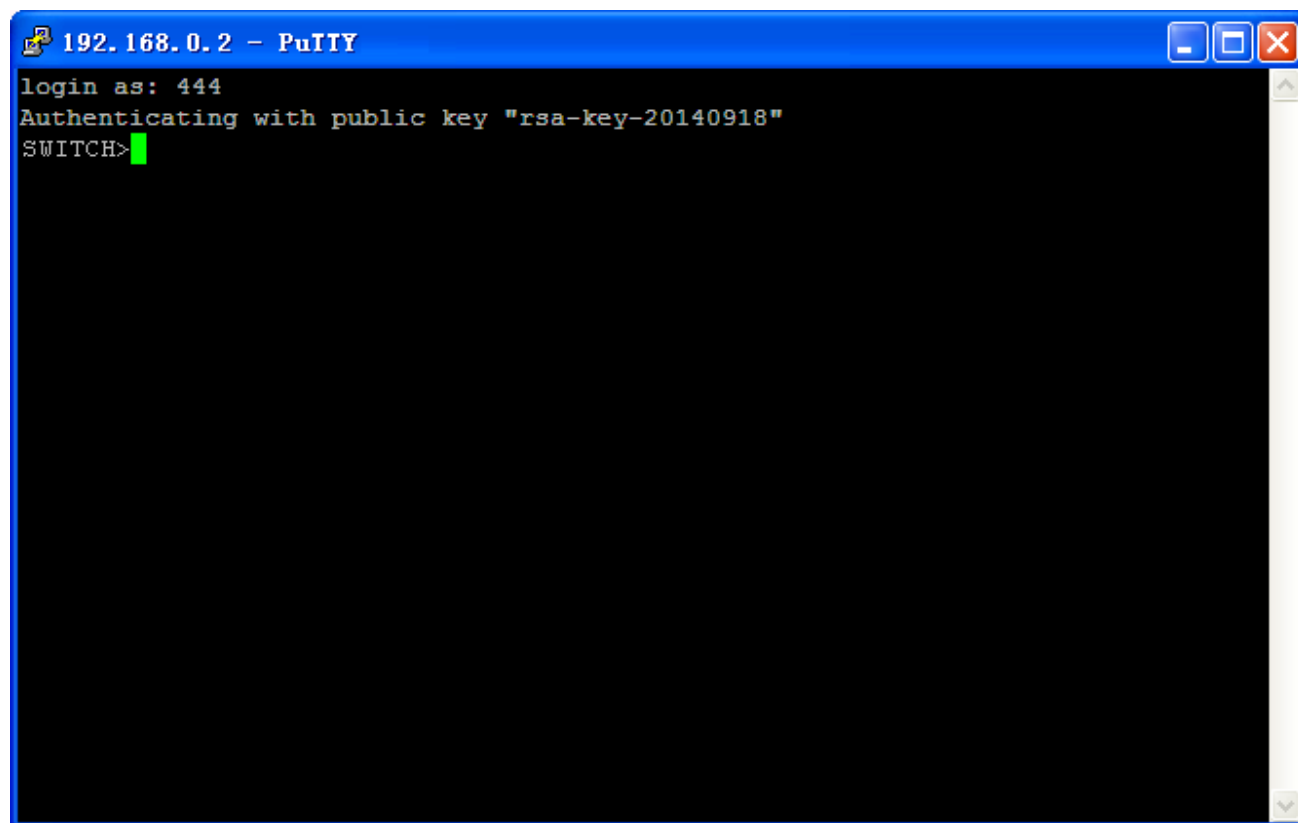 192.168.0.2 - PuTTY
login as: 444
Authenticating with public key "rsa-key-20140918"
SWITCH>